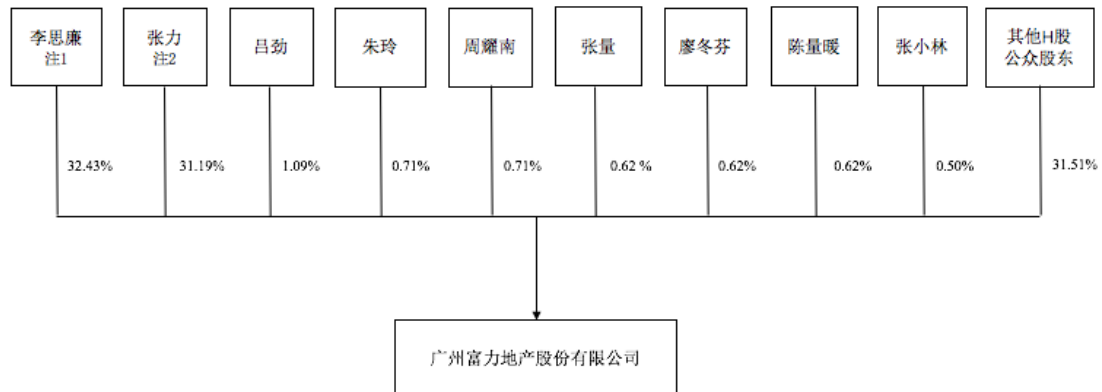 李思廉
注1
张力
注2
吕劲
朱玲
周耀南
张量
廖冬芬
陈量暖
张小林
其他H股
公众股东
32.43%
31.19%
1.09%
0.71%
0.71%
0.62 %
0.62%
0.62%
0.50%
31.51%
广州富力地产股份有限公司